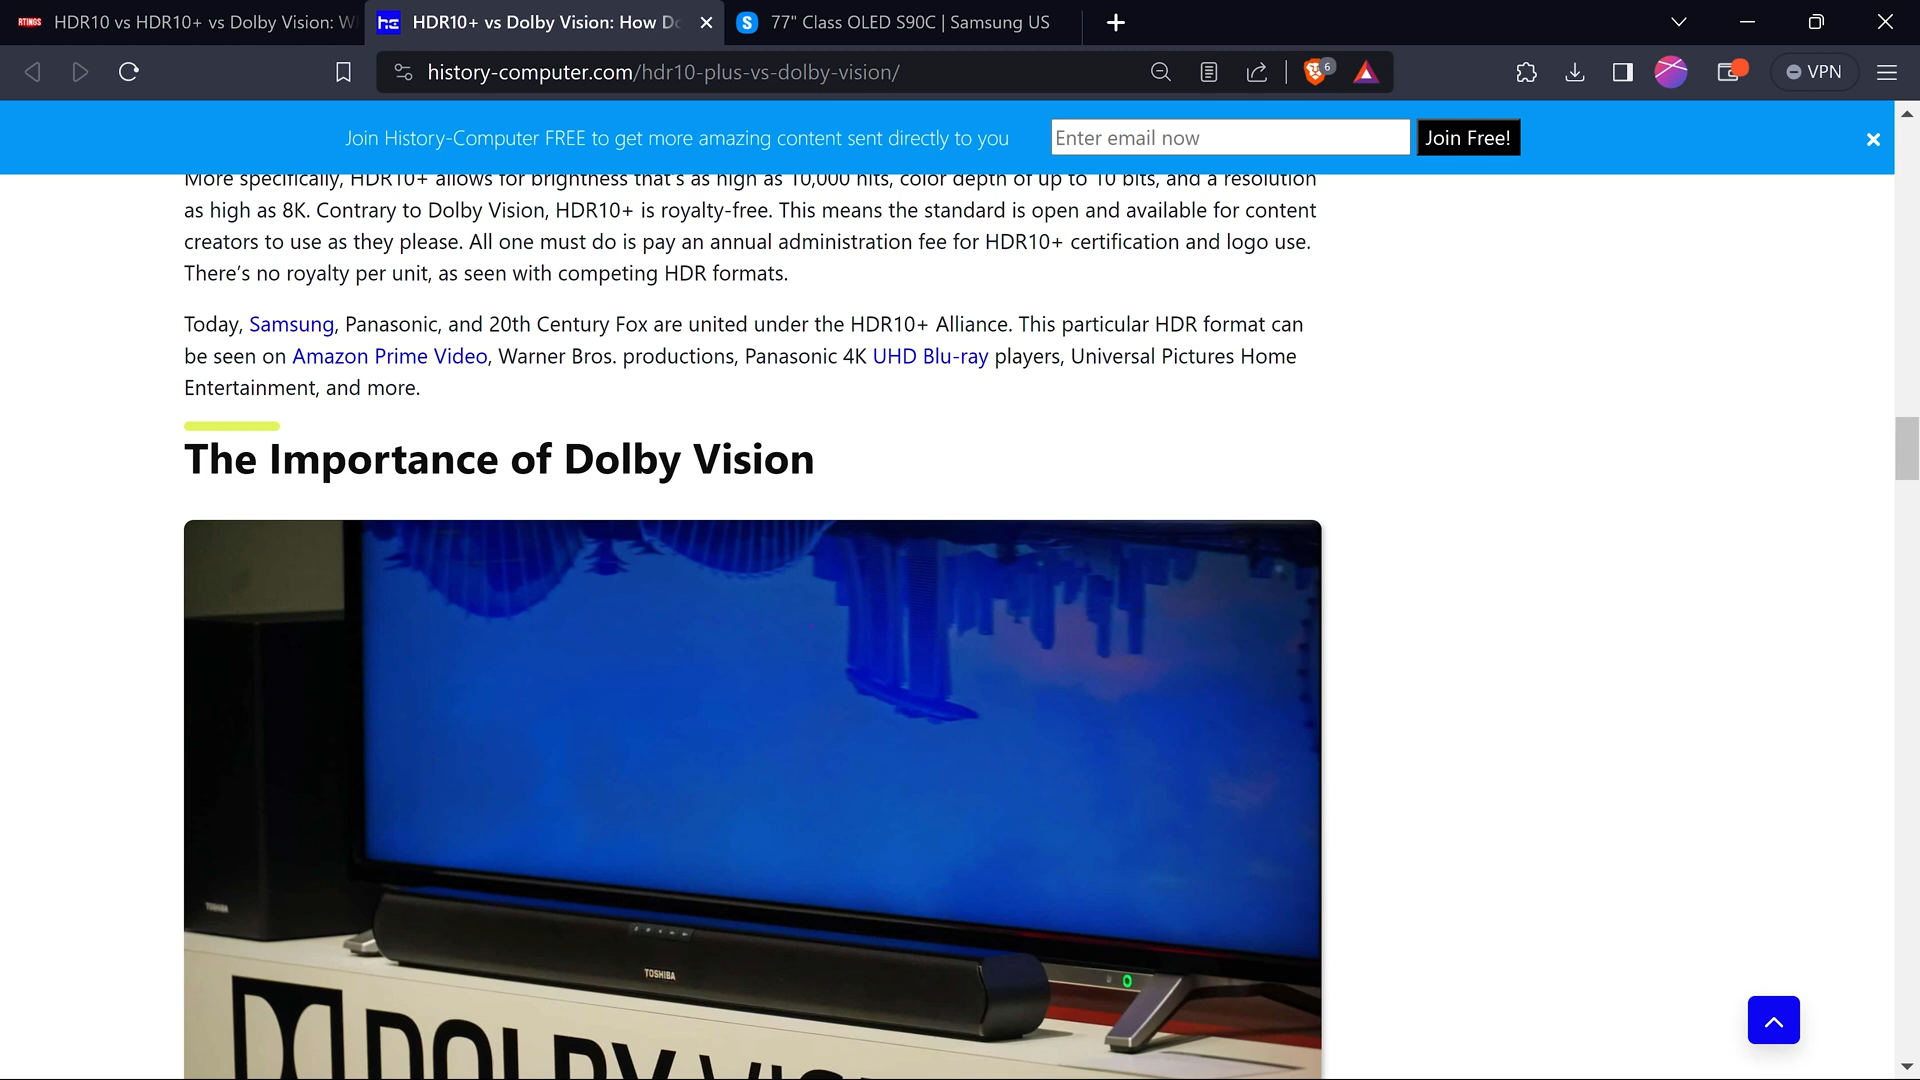 RTINGS HDR10 vs HDR10+ vs Dolby Vision: W
hc HDR10+ vs Dolby Vision: How Do
S 77" Class OLED S90C | Samsung US
history-computer.com/hdr10-plus-vs-dolby-vision/
6
VPN
Join History-Computer FREE to get more amazing content sent directly to you
Enter email now
Join Free!
More specifically, HDR10+ allows for brightness that's as high as 10,000 nits, color depth of up to 10 bits, and a resolution
as high as 8K. Contrary to Dolby Vision, HDR10+ is royalty-free. This means the standard is open and available for content
creators to use as they please. All one must do is pay an annual administration fee for HDR10+ certification and logo use.
There’s no royalty per unit, as seen with competing HDR formats.
Today, Samsung, Panasonic, and 20th Century Fox are united under the HDR10+ Alliance. This particular HDR format can
be seen on Amazon Prime Video, Warner Bros. productions, Panasonic 4K UHD Blu-ray players, Universal Pictures Home
Entertainment, and more.
The Importance of Dolby Vision
TOSHIBA
TOSHIBA
DOLBY VISION